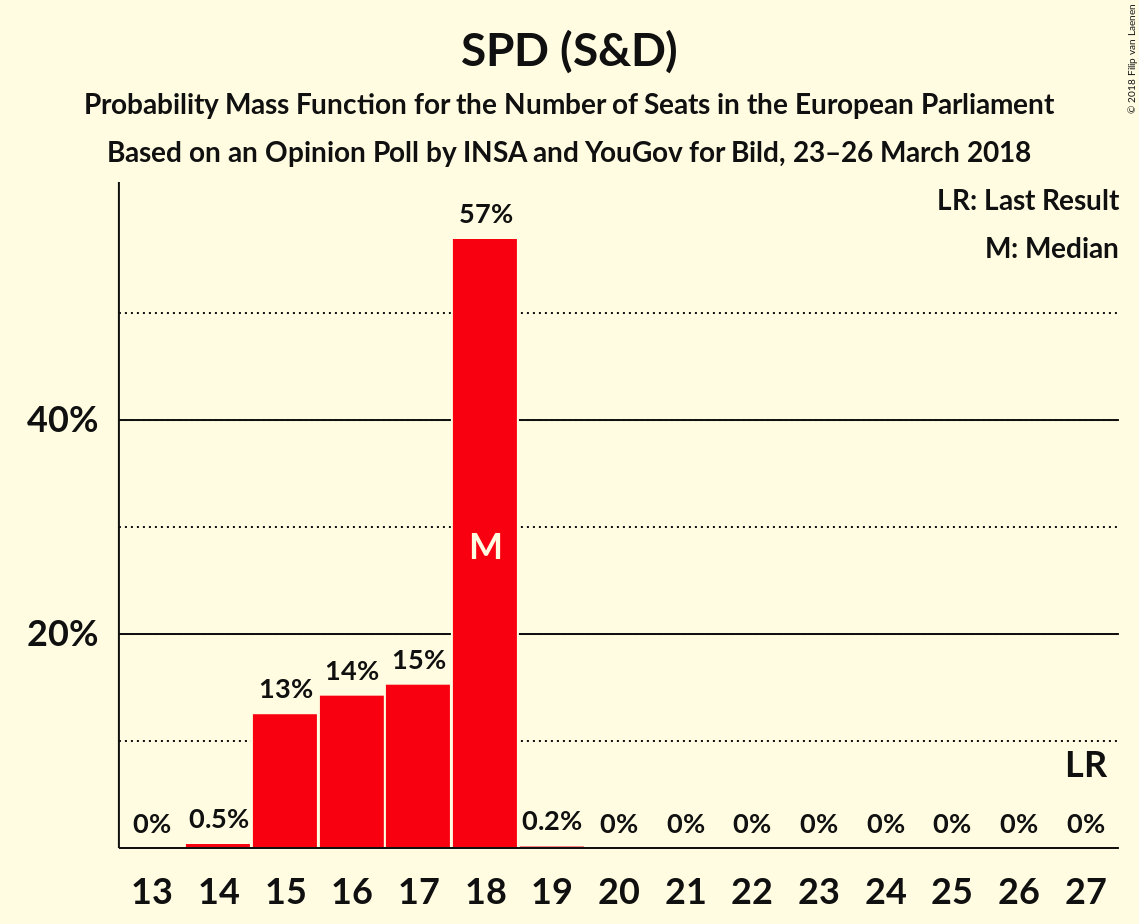 SPD (S&D)
Probability Mass Function for the Number of Seats in the European Parliament
Based on an Opinion Poll by INSA and YouGov for Bild, 23–26 March 2018
© 2018 Filip van Laenen
LR: Last Result
M: Median
57%
40%
M
20%
15%
14%
13%
LR
0% 0.5% 0.2% 0% 0% 0% 0% 0% 0% 0% 0%
13 14 15 16 17 18 19 20 21 22 23 24 25 26 27